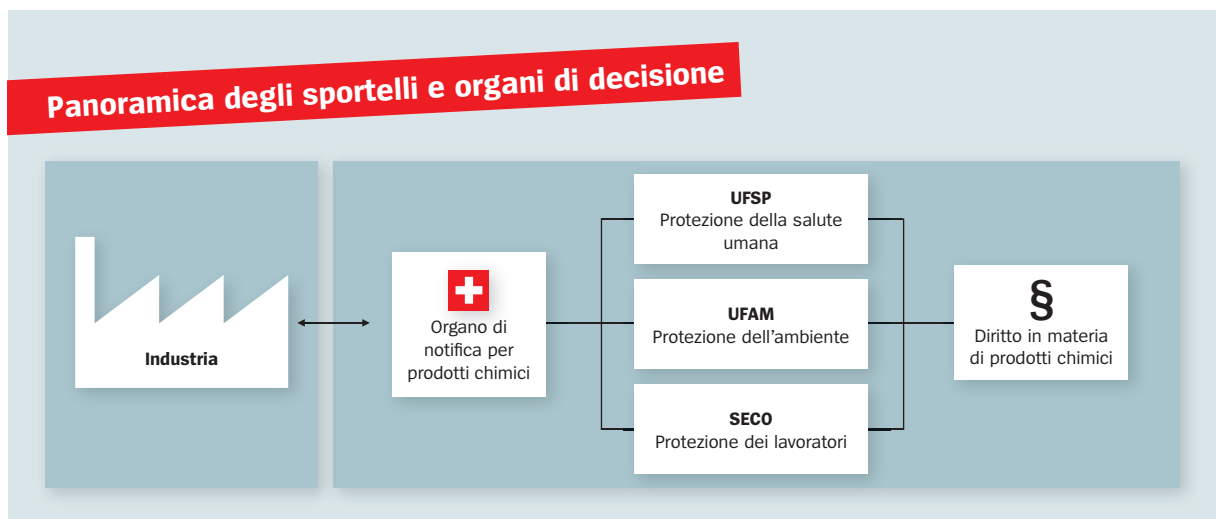 Panoramica degli sportelli e organi di decisione
Industria
Organo di
notifica per
prodotti chimici
UFSP
Protezione della salute
umana
UFAM
Protezione dell'ambiente
SECO
Protezione dei lavoratori
§
Diritto in materia
di prodotti chimici